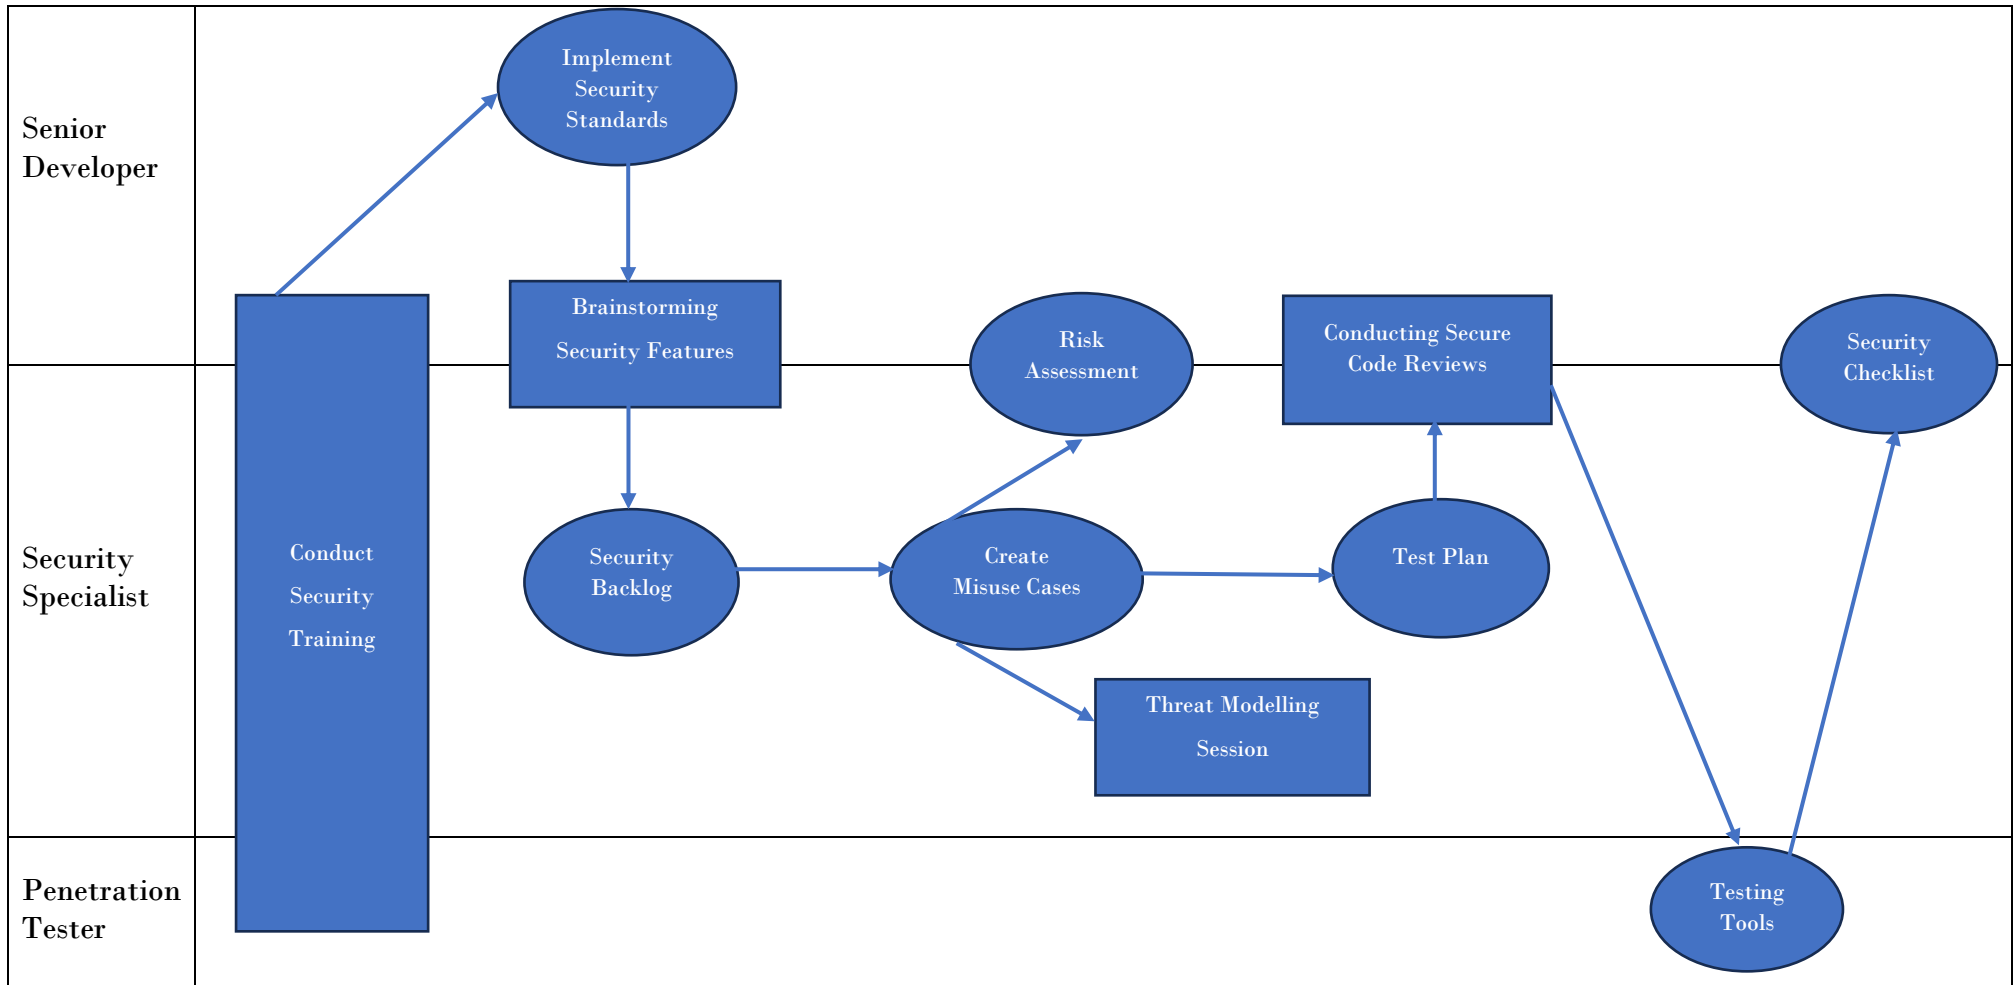 Senior
Developer
Implement
Security
Standards
Brainstorming
Security Features
Risk
Assessment
Conducting Secure
Code Reviews
Security
Checklist
Security
Specialist
Conduct
Security
Training
Security
Backlog
Create
Misuse Cases
Test Plan
Threat Modelling
Session
Penetration
Tester
Testing
Tools